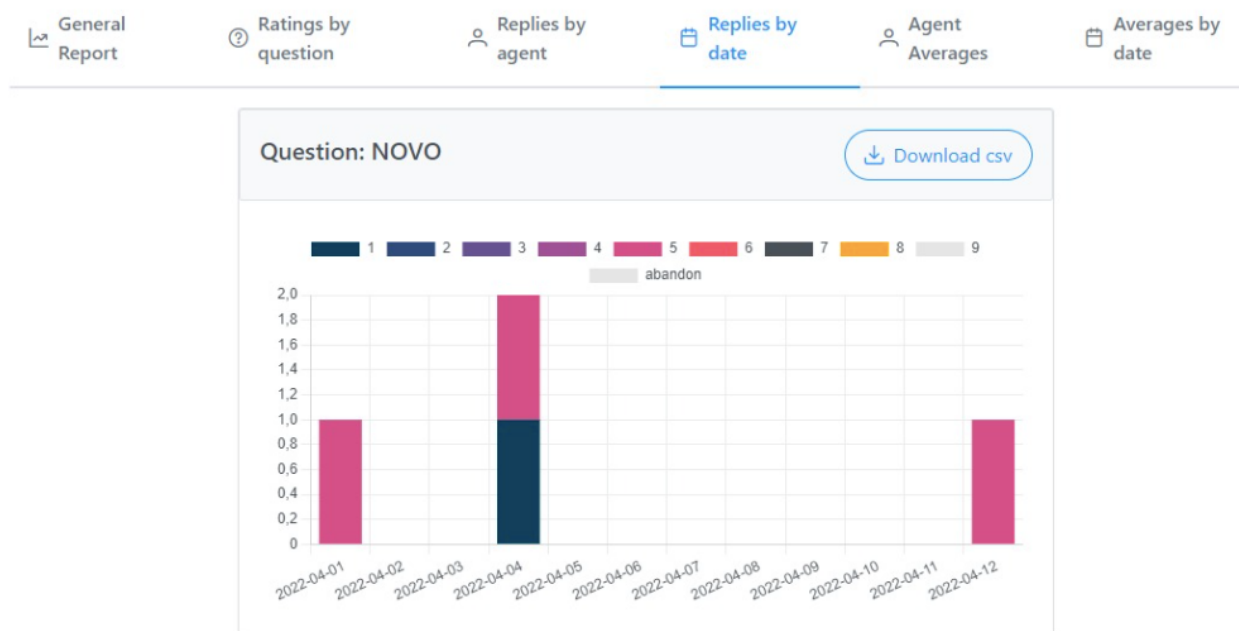 General Report
Ratings by question
Replies by agent
Replies by date
Agent Averages
Averages by date
Question: NOVO
Download csv
1 2 3 4 5 6 7 8 9
abandon
2,0
1,8
1,6
1,4
1,2
1,0
0,8
0,6
0,4
0,2
0
2022-04-01 2022-04-02 2022-04-03 2022-04-04 2022-04-05 2022-04-06 2022-04-07 2022-04-08 2022-04-09 2022-04-10 2022-04-11 2022-04-12